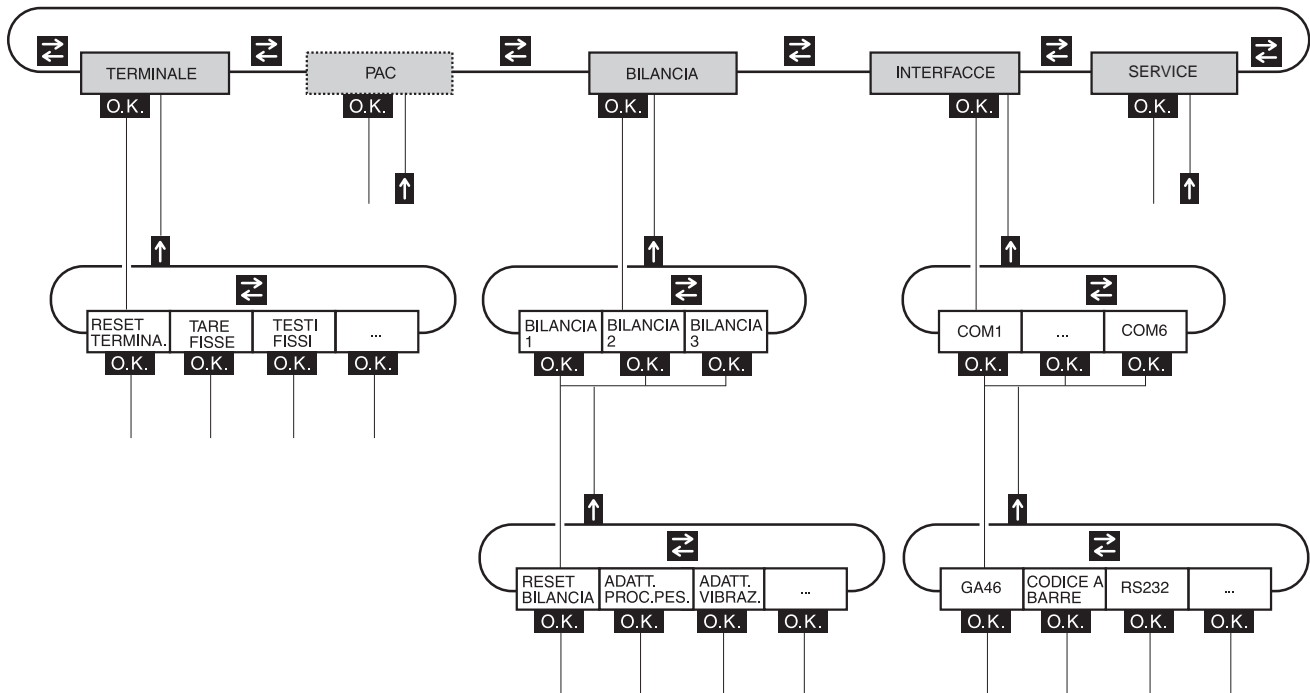 TERMINALE
PAC
BILANCIA
INTERFACCE
SERVICE
O.K.
O.K.
O.K.
O.K.
O.K.
RESET
TERMINA.
TARE
FISSE
TESTI
FISSI
...
O.K.
O.K.
O.K.
O.K.
BILANCIA
1
BILANCIA
2
BILANCIA
3
O.K.
O.K.
O.K.
COM1
...
COM6
O.K.
O.K.
O.K.
RESET
BILANCIA
ADATT.
PROC.PES.
ADATT.
VIBRAZ.
...
O.K.
O.K.
O.K.
O.K.
GA46
CODICE A
BARRE
RS232
...
O.K.
O.K.
O.K.
O.K.